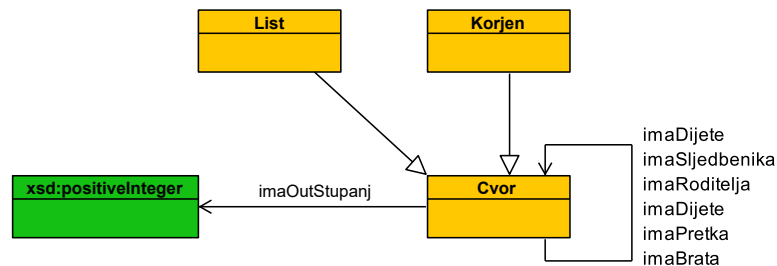 List
Korjen
imaDijete
imaSljedbenika
imaRoditelja
imaDijete
imaPretka
imaBrata
xsd:positiveInteger
imaOutStupanj
Cvor